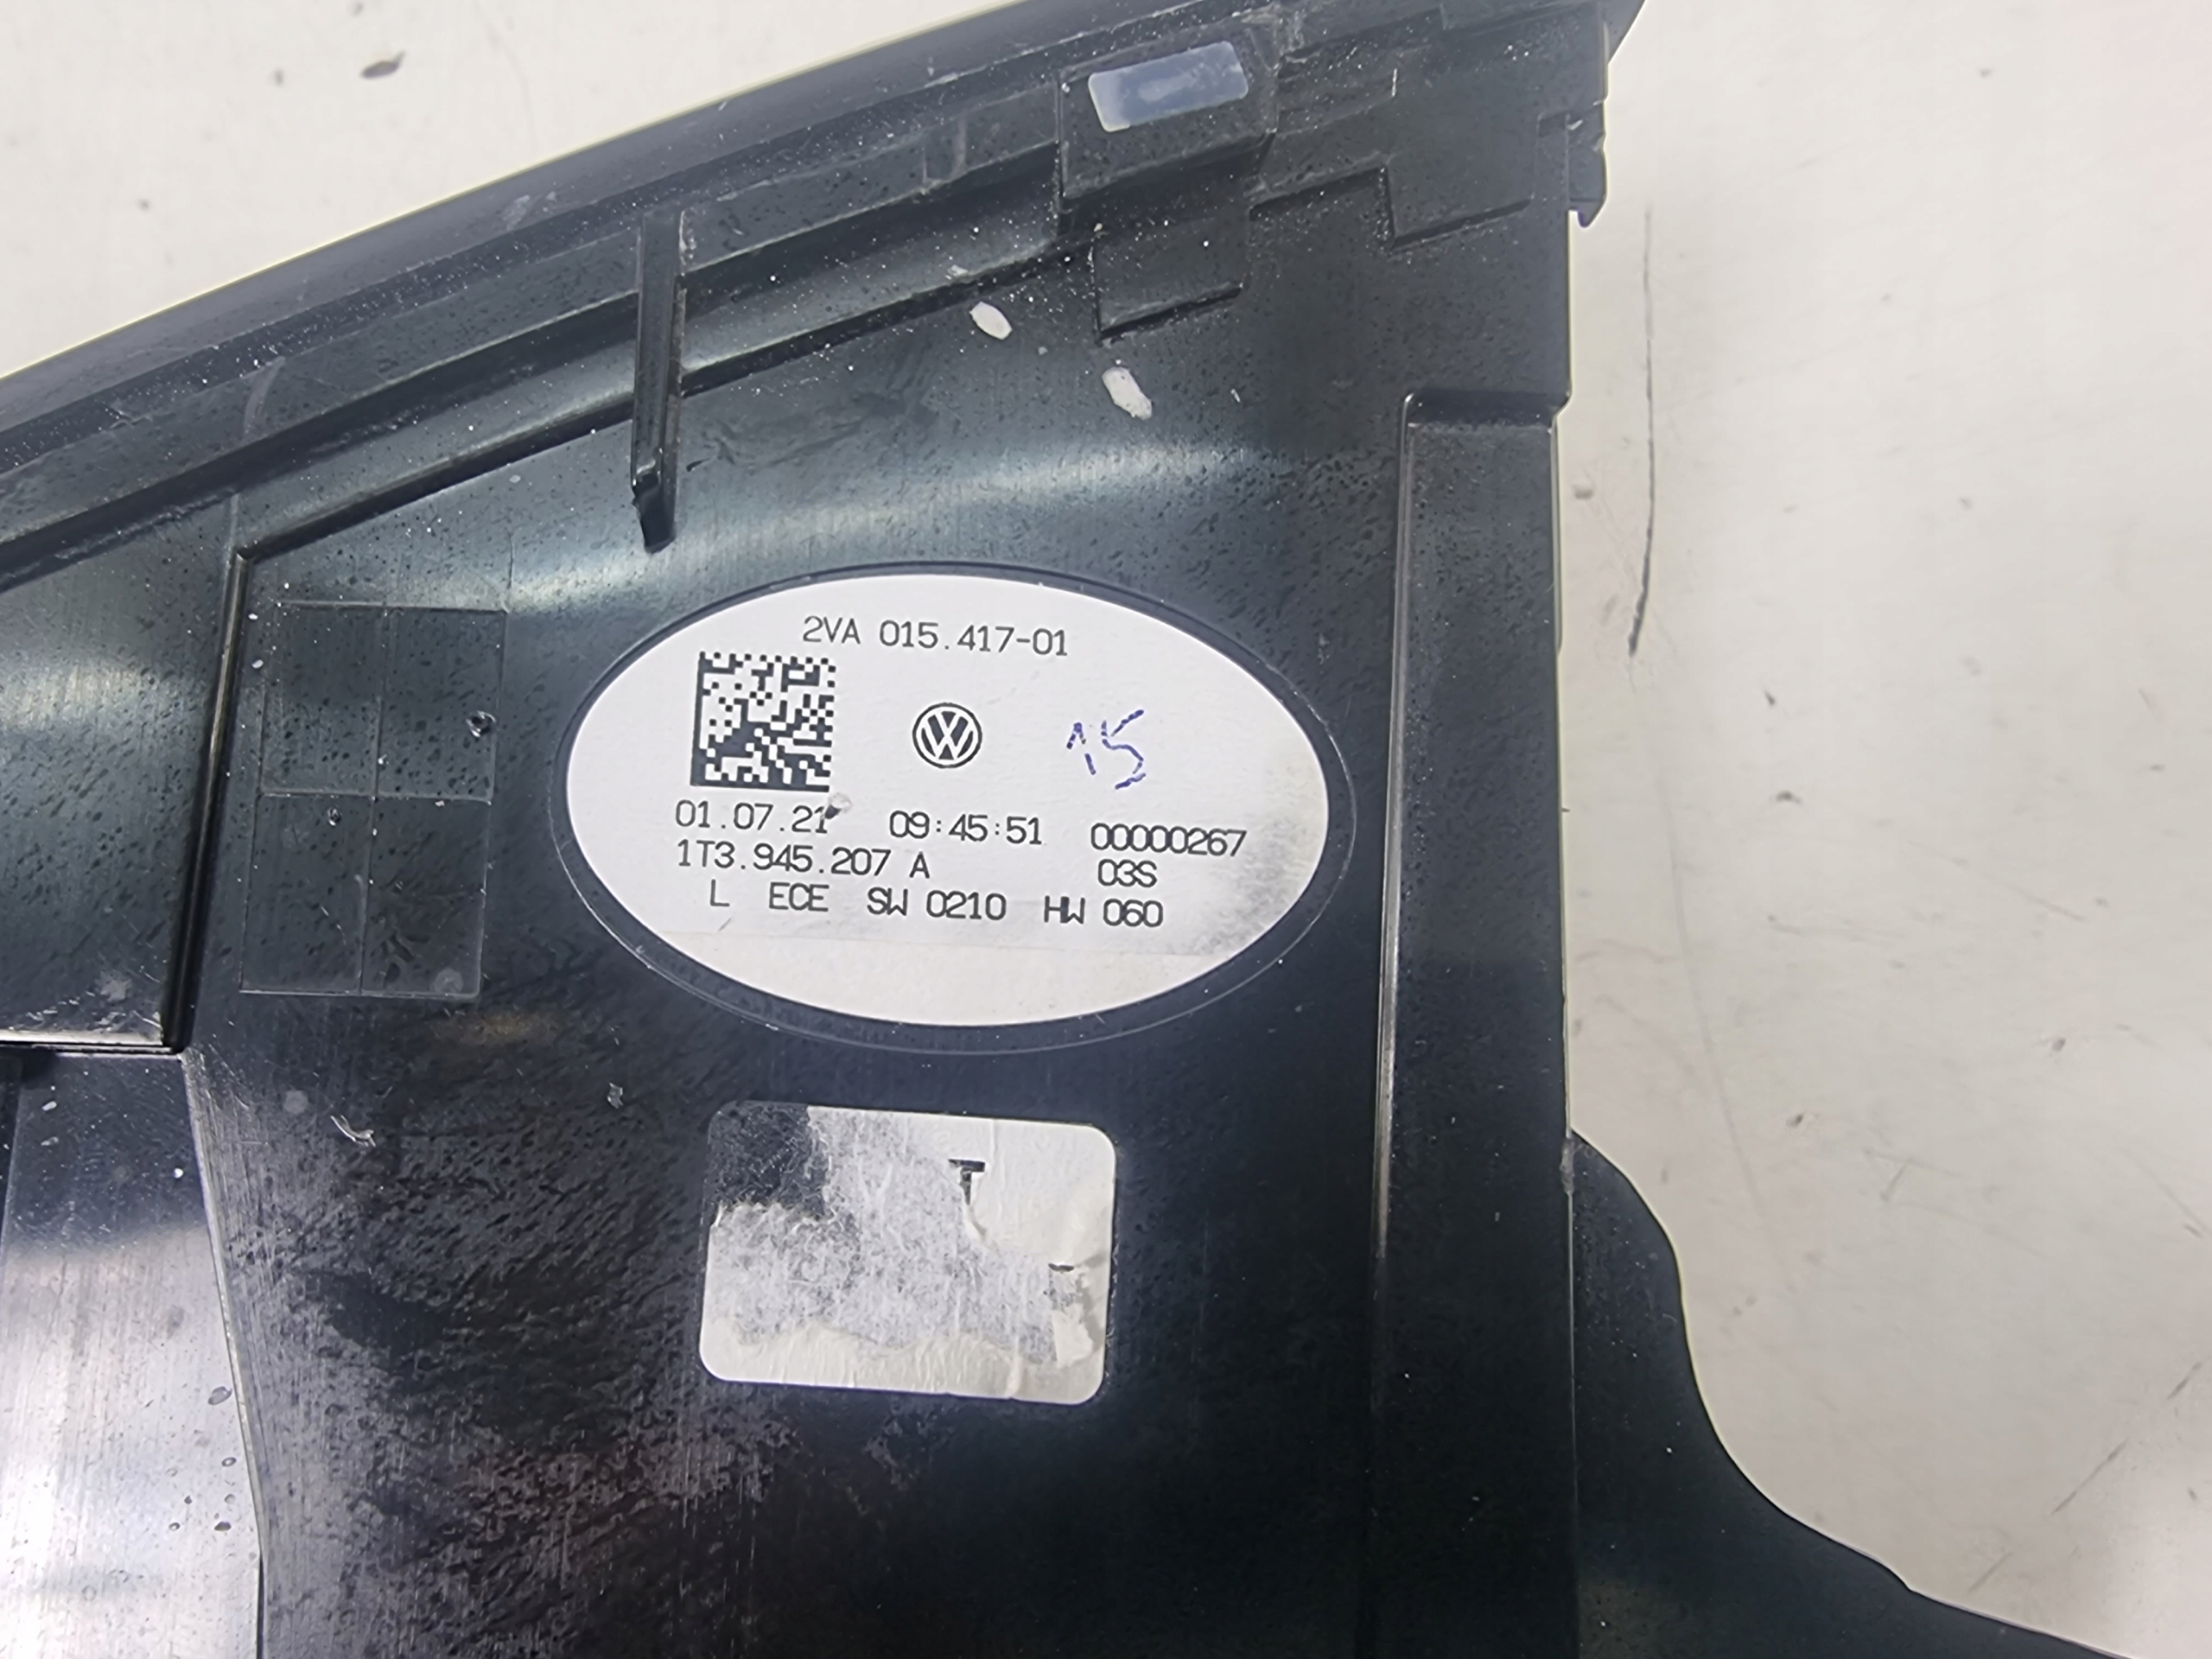 2VA 015.417-01
15
01.07.21 09:45:51 00000267
1T3.945.207 A 03S
L ECE SW 0210 HW 060
T